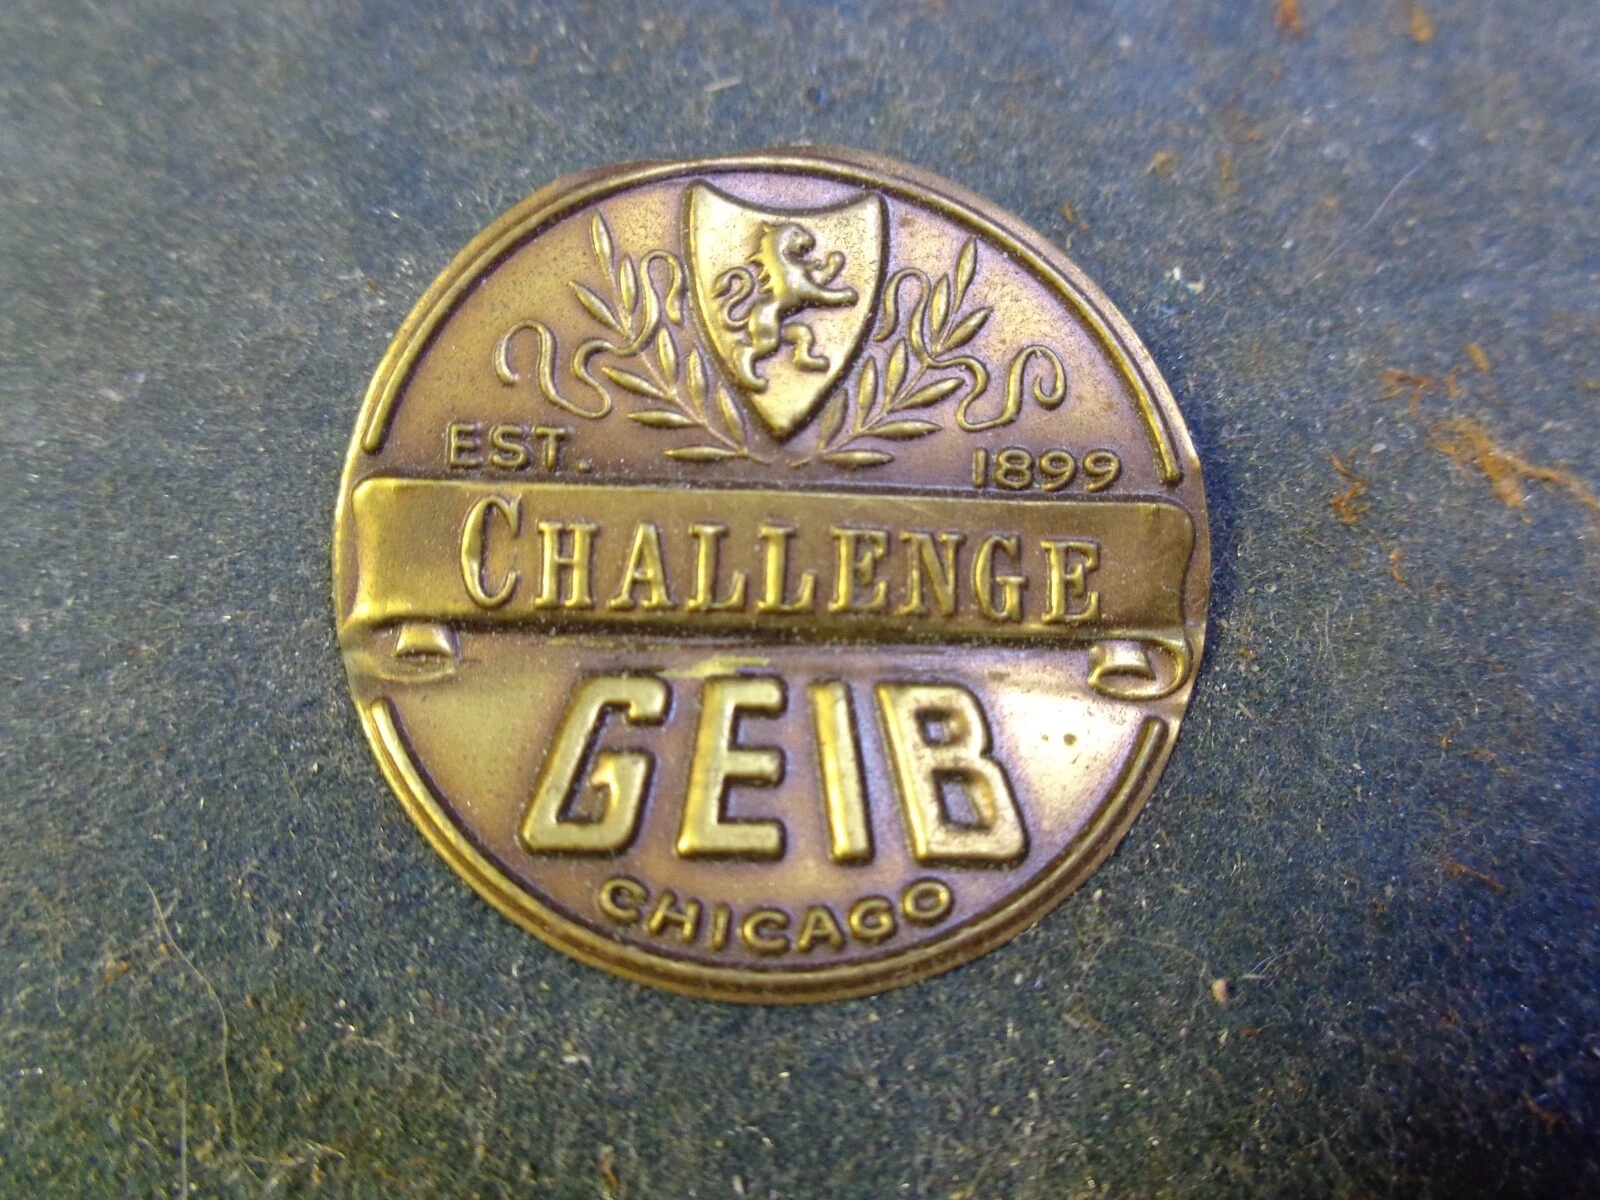 EST. 1899
CHALLENGE
GEIB
CHICAGO